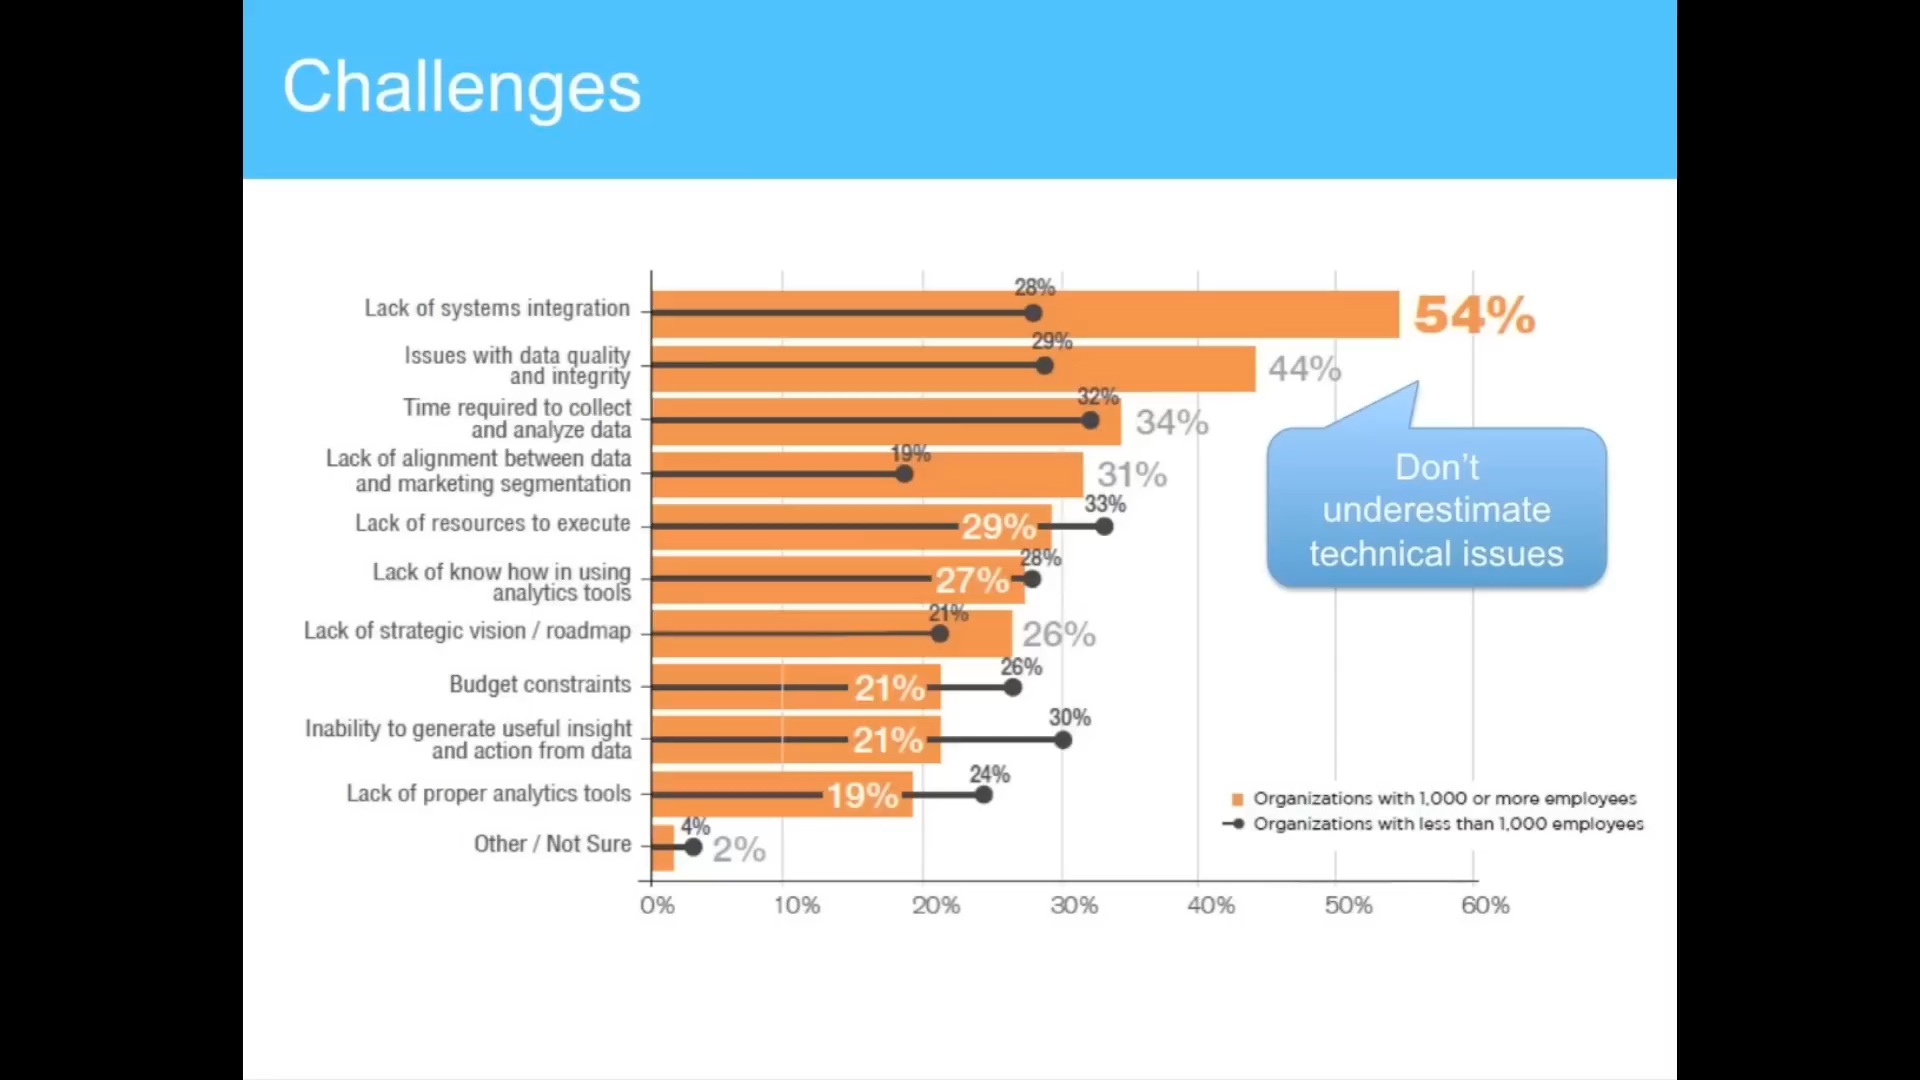 Challenges
28%
Lack of systems integration
54%
29%
Issues with data quality
and integrity
44%
32%
Time required to collect
and analyze data
34%
19%
Lack of alignment between data
and marketing segmentation
31%
33%
Lack of resources to execute
29%
28%
Lack of know how in using
analytics tools
27%
21%
Lack of strategic vision / roadmap
26%
26%
Budget constraints
21%
30%
Inability to generate useful insight
and action from data
21%
24%
Lack of proper analytics tools
19%
4%
Other / Not Sure
2%
Don’t
underestimate
technical issues
Organizations with 1,000 or more employees
Organizations with less than 1,000 employees
0% 10% 20% 30% 40% 50% 60%